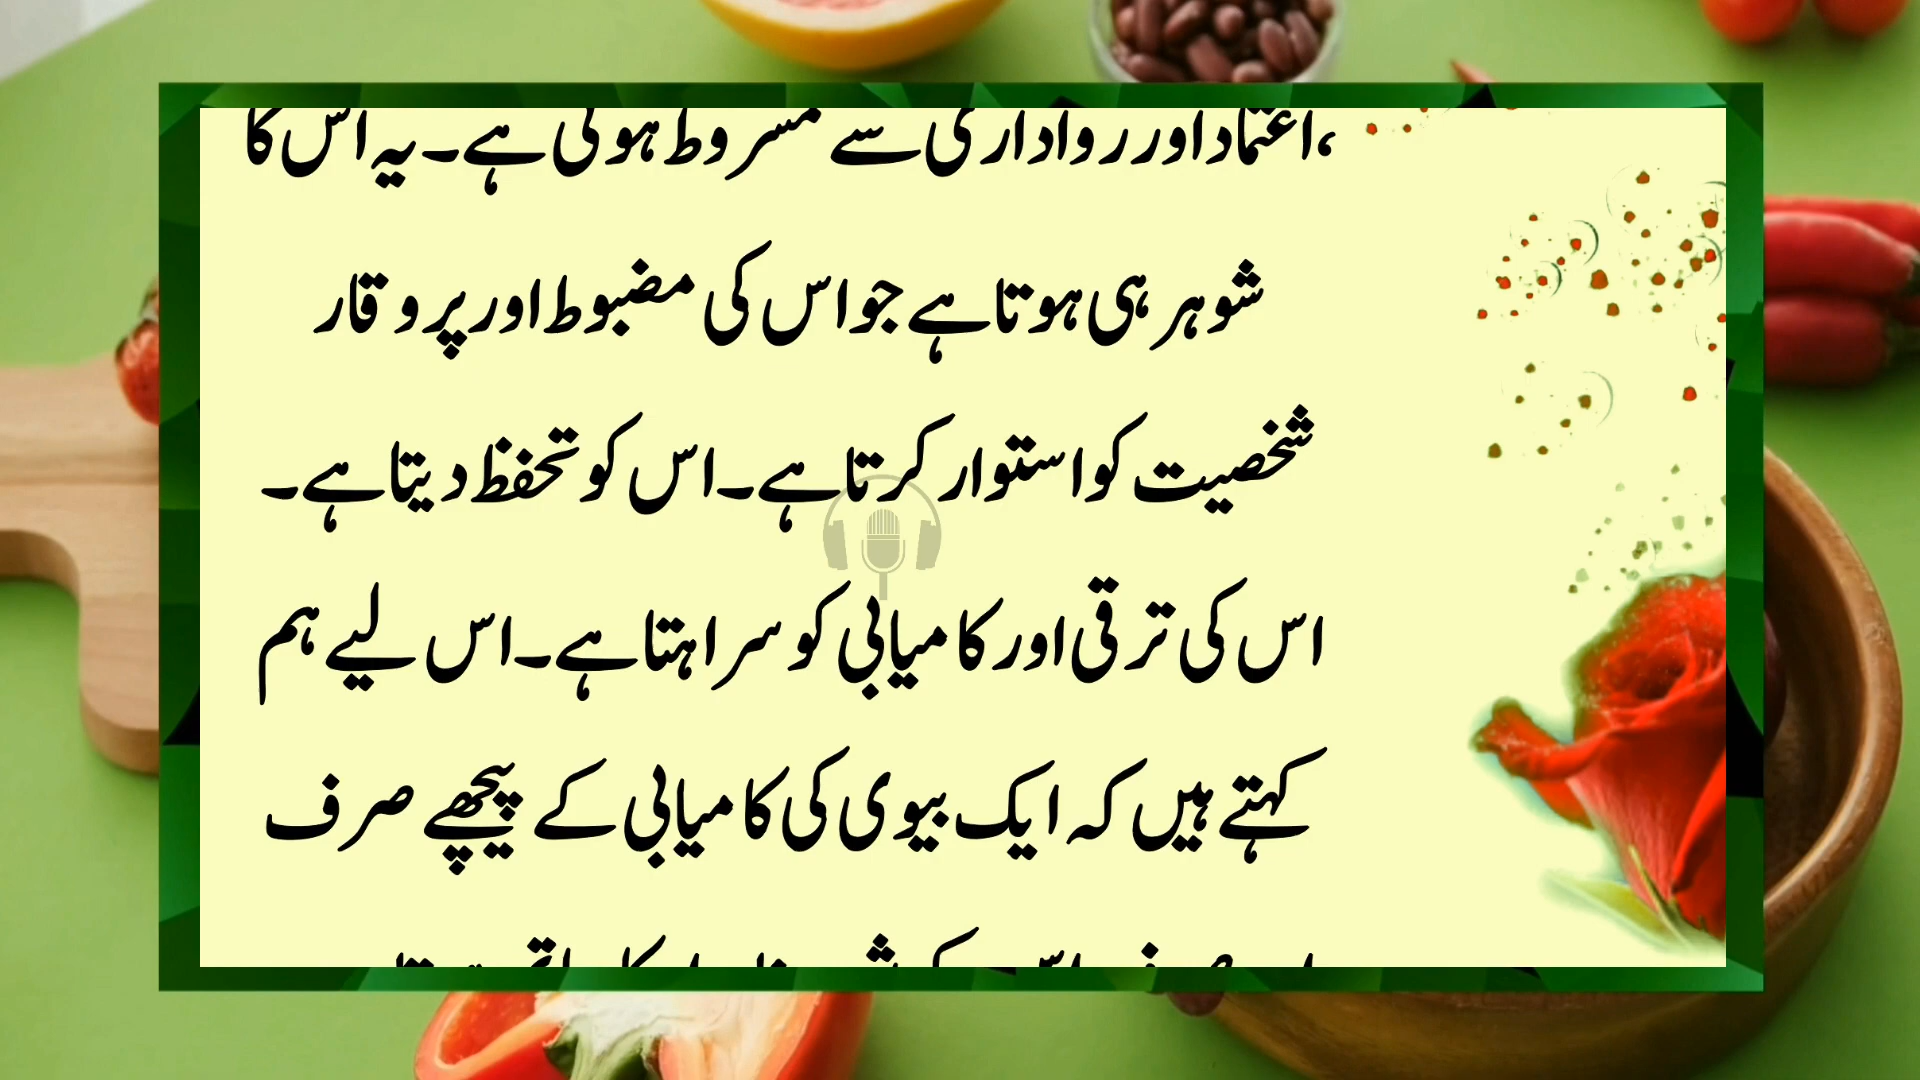 ،اعتماد اور رواداری سے مشروط ہوتی ہے۔ یہ اس کا
شوہر ہی ہوتا ہے جو اس کی مضبوط اور پر وقار
شخصیت کو استوار کرتا ہے۔ اس کو تحفظ دیتا ہے۔
اس کی ترقی اور کامیابی کو سراہتا ہے۔ اس لیے ہم
کہتے ہیں کہ ایک بیوی کی کامیابی کے پیچھے صرف